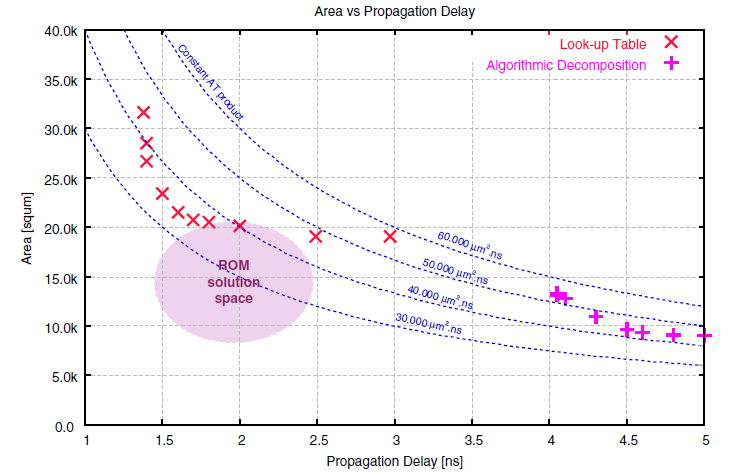 Area vs Propagation Delay
40.0k
35.0k
30.0k
25.0k
20.0k
15.0k
10.0k
5.0k
0.0
Area [squm]
Look-up Table
Algorithmic Decomposition
Constant AT product
60.000 µm².ns
50.000 µm².ns
40.000 µm².ns
30.000 µm².ns
ROM
solution
space
1 1.5 2 2.5 3 3.5 4 4.5 5
Propagation Delay [ns]